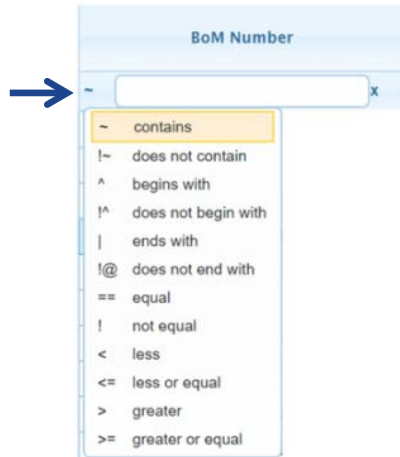 BoM Number
~ x
~ contains
!~ does not contain
^ begins with
!^ does not begin with
| ends with
!@ does not end with
== equal
! not equal
< less
<= less or equal
> greater
>= greater or equal